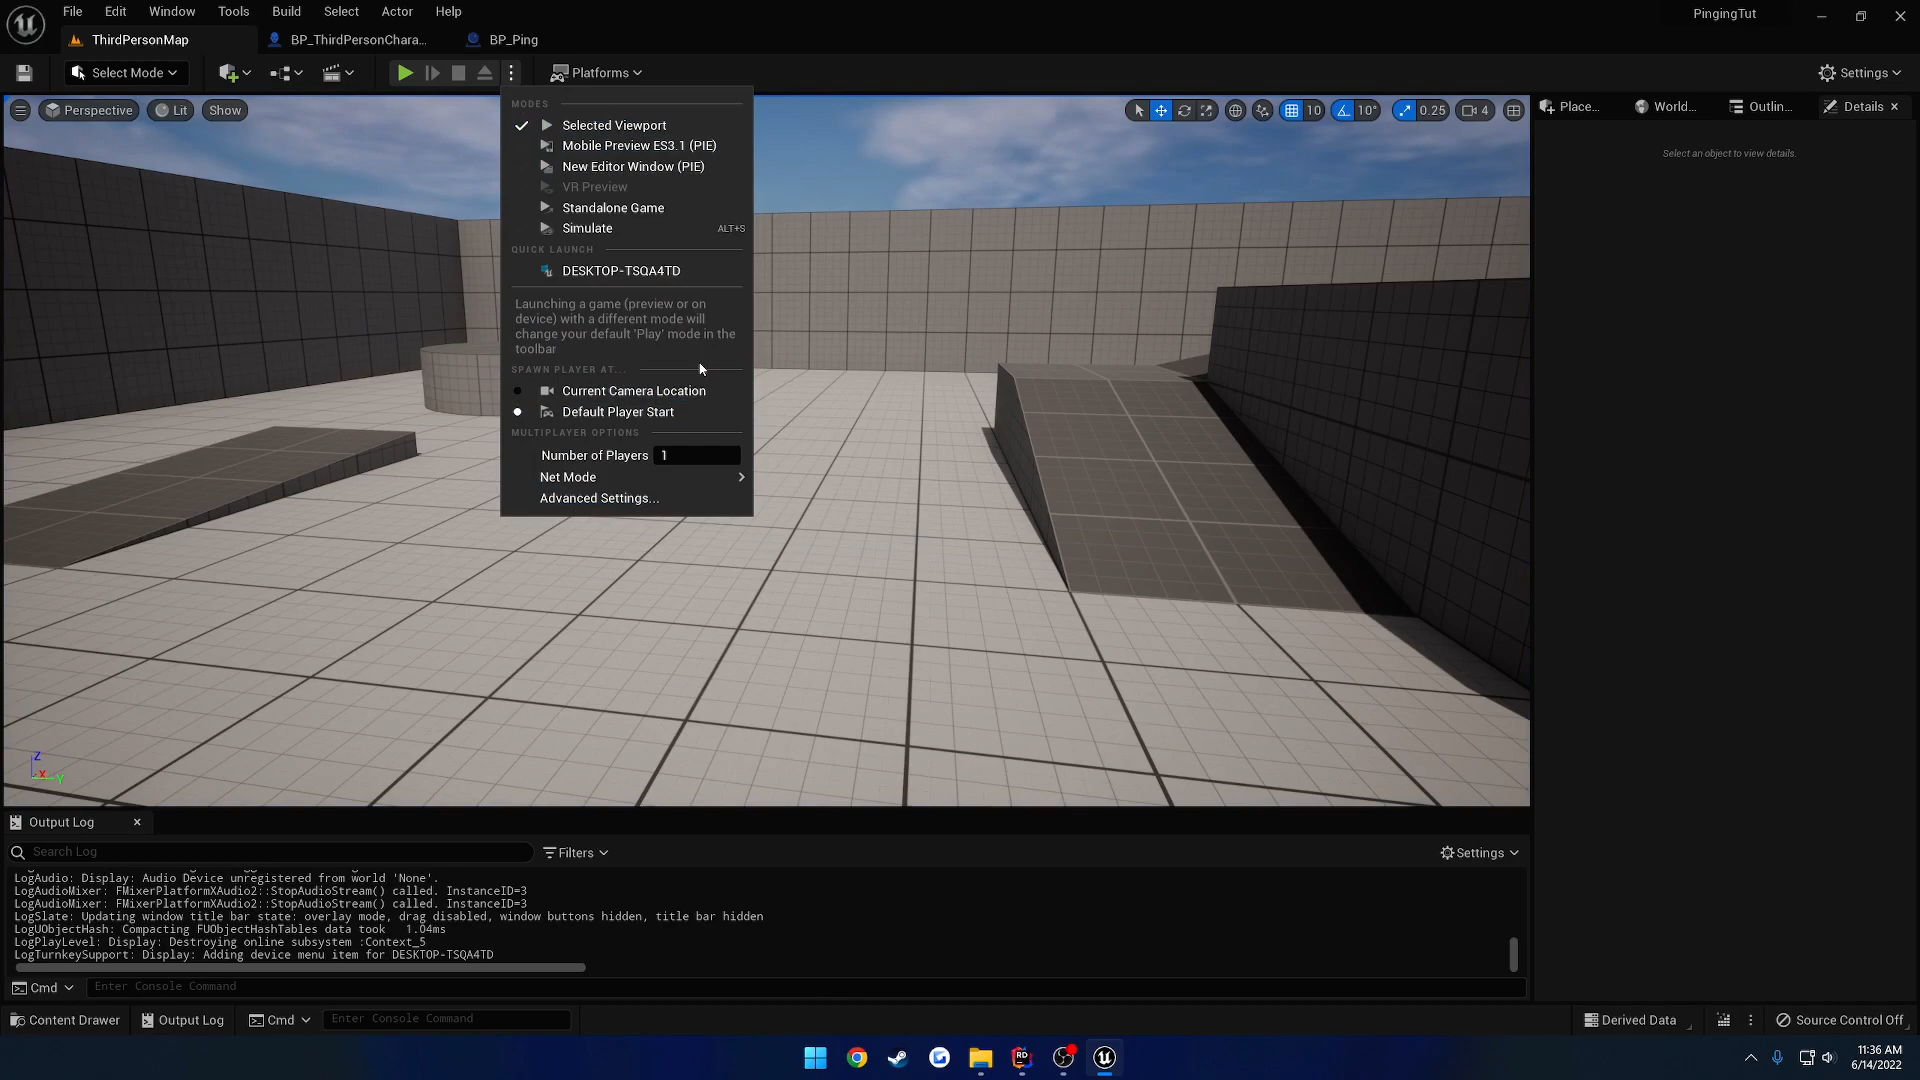 File Edit Window Tools Build Select Actor Help
PingingTut
ThirdPersonMap
BP_ThirdPersonChara...
BP_Ping
Select Mode
Platforms
Settings
Perspective
Lit
Show
10
10°
0.25
4
Place...
World...
Outlin...
Details
MODES
Selected Viewport
Mobile Preview ES3.1 (PIE)
New Editor Window (PIE)
VR Preview
Standalone Game
Simulate ALT+S
QUICK LAUNCH
DESKTOP-TSQA4TD
Launching a game (preview or on
device) with a different mode will
change your default 'Play' mode in the
toolbar
SPAWN PLAYER AT...
Current Camera Location
Default Player Start
MULTIPLAYER OPTIONS
Number of Players 1
Net Mode
Advanced Settings...
Select an object to view details.
Z
X
Y
Output Log
Search Log
Filters
Settings
LogAudio: Display: Audio Device unregistered from world 'None'.
LogAudioMixer: FMixerPlatformXAudio2::StopAudioStream() called. InstanceID=3
LogAudioMixer: FMixerPlatformXAudio2::StopAudioStream() called. InstanceID=3
LogSlate: Updating window title bar state: overlay mode, drag disabled, window buttons hidden, title bar hidden
LogUObjectHash: Compacting FUObjectHashTables data took 1.04ms
LogPlayLevel: Display: Destroying online subsystem :Context_5
LogTurnkeySupport: Display: Adding device menu item for DESKTOP-TSQA4TD
Cmd
Enter Console Command
Content Drawer
Output Log
Cmd
Enter Console Command
Derived Data
Source Control Off
RD
11:36 AM
6/14/2022